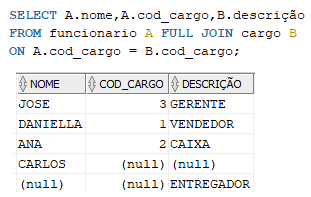 SELECT A.nome,A.cod_cargo,B.descrição
FROM funcionario A FULL JOIN cargo B
ON A.cod_cargo = B.cod_cargo;
NOME COD_CARGO DESCRIÇÃO
JOSE 3 GERENTE
DANIELLA 1 VENDEDOR
ANA 2 CAIXA
CARLOS (null) (null)
(null) (null) ENTREGADOR